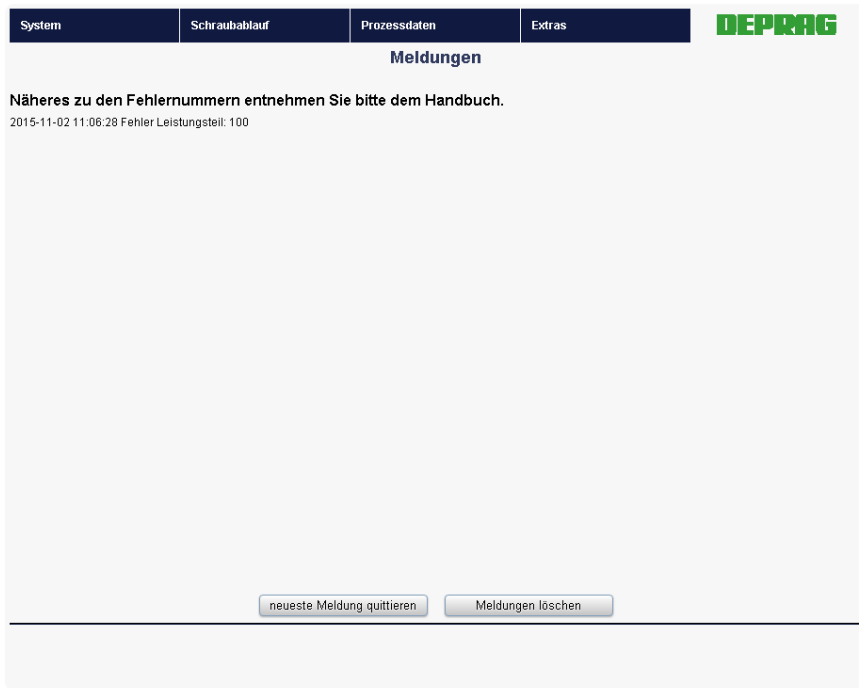 System Schraubablauf Prozessdaten Extras DEPRAG
Meldungen
Näheres zu den Fehlernummern entnehmen Sie bitte dem Handbuch.
2015-11-02 11:06:28 Fehler Leistungsteil: 100
neueste Meldung quittieren Meldungen löschen